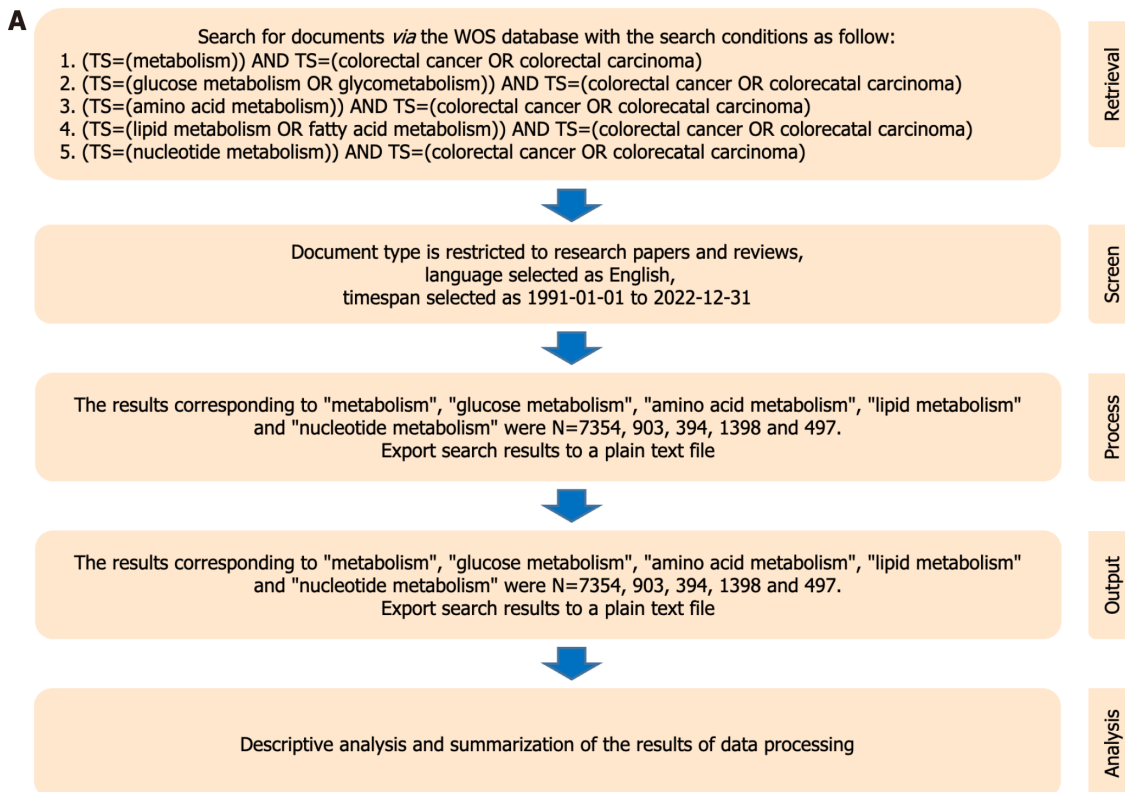 A
Search for documents via the WOS database with the search conditions as follow:
1. (TS=(metabolism)) AND TS=(colorectal cancer OR colorectal carcinoma)
2. (TS=(glucose metabolism OR glycometabolism)) AND TS=(colorectal cancer OR colorecatal carcinoma)
3. (TS=(amino acid metabolism)) AND TS=(colorectal cancer OR colorecatal carcinoma)
4. (TS=(lipid metabolism OR fatty acid metabolism)) AND TS=(colorectal cancer OR colorecatal carcinoma)
5. (TS=(nucleotide metabolism)) AND TS=(colorectal cancer OR colorecatal carcinoma)
Retrieval
Document type is restricted to research papers and reviews,
language selected as English,
timespan selected as 1991-01-01 to 2022-12-31
Screen
The results corresponding to "metabolism", "glucose metabolism", "amino acid metabolism", "lipid metabolism"
and "nucleotide metabolism" were N=7354, 903, 394, 1398 and 497.
Export search results to a plain text file
Process
The results corresponding to "metabolism", "glucose metabolism", "amino acid metabolism", "lipid metabolism"
and "nucleotide metabolism" were N=7354, 903, 394, 1398 and 497.
Export search results to a plain text file
Output
Descriptive analysis and summarization of the results of data processing
Analysis